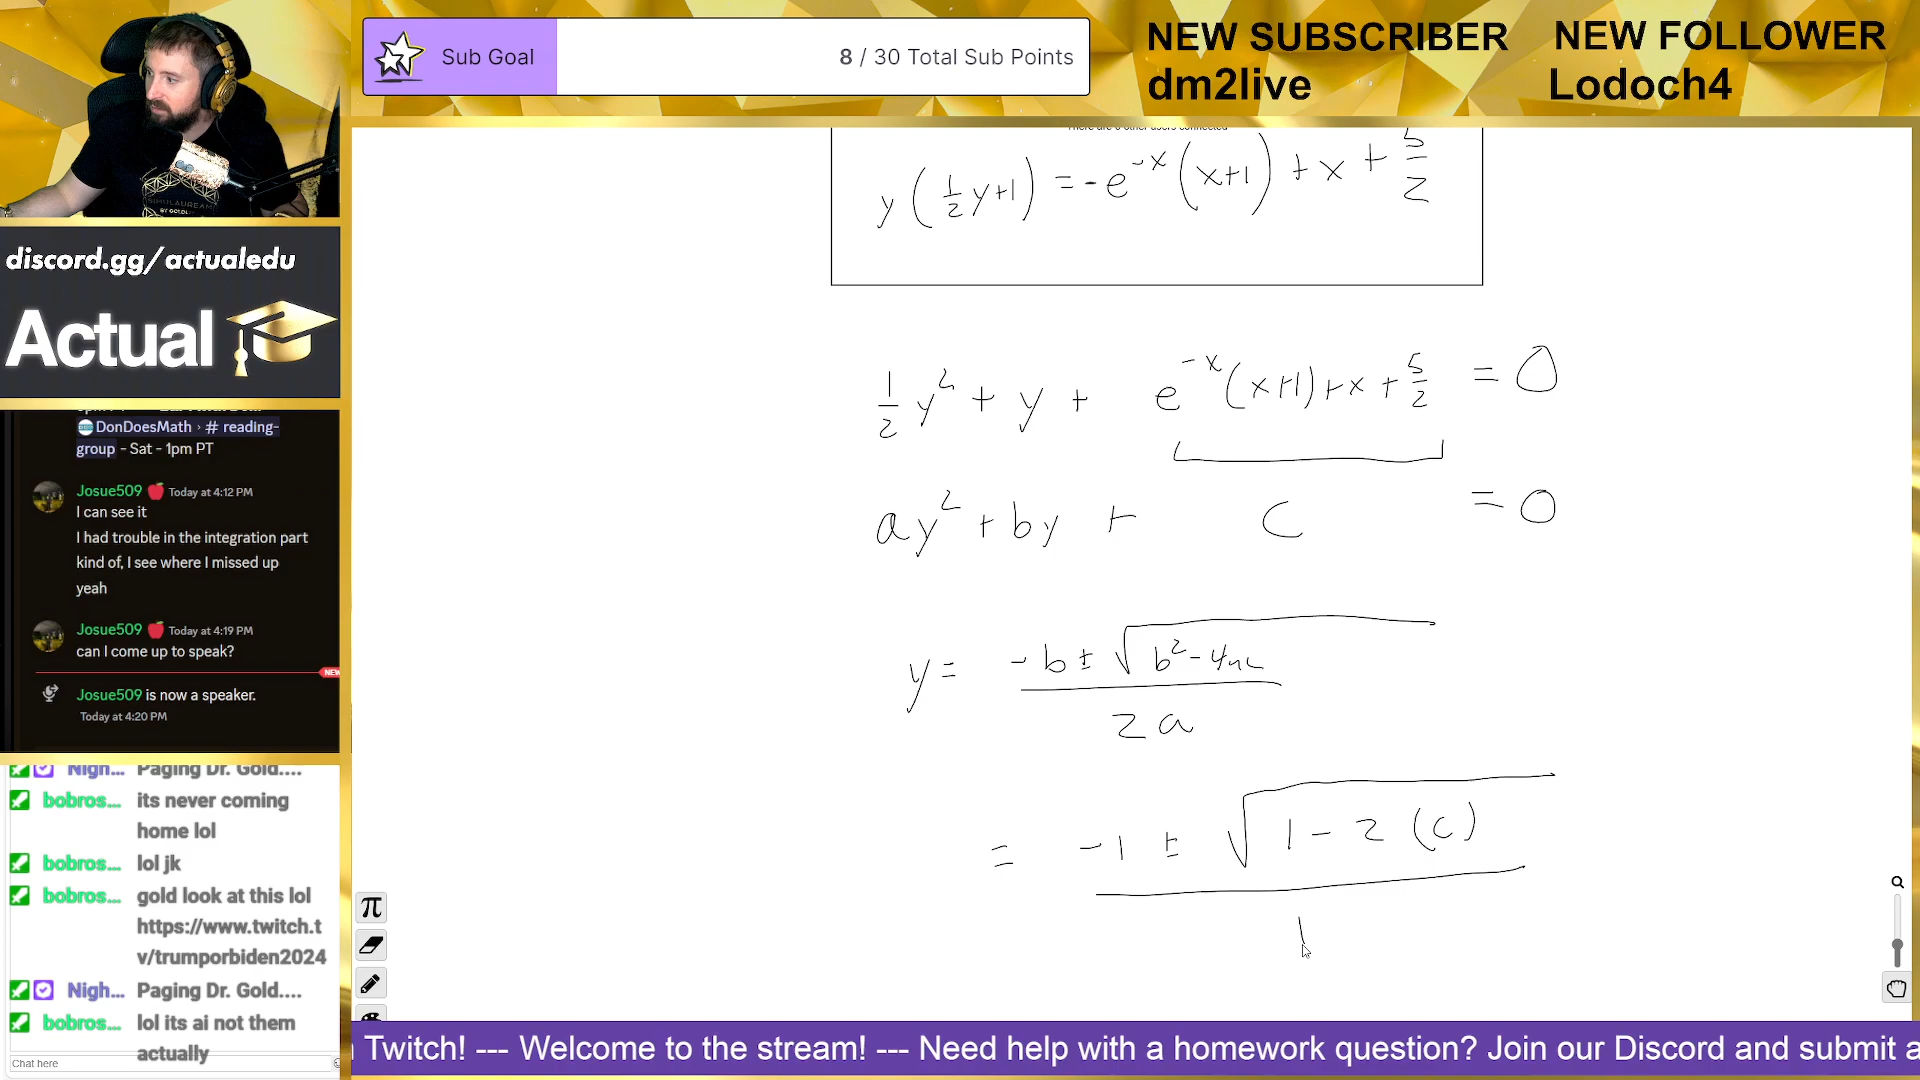 Sub Goal
8 / 30 Total Sub Points
NEW SUBSCRIBER
dm2live
NEW FOLLOWER
Lodoch4
discord.gg/actualedu
Actual
DonDoesMath › # reading-
group - Sat - 1pm PT
Josue509 Today at 4:12 PM
I can see it
I had trouble in the integration part
kind of, I see where I missed up
yeah
Josue509 Today at 4:19 PM
can I come up to speak?
NEW
Josue509 is now a speaker.
Today at 4:20 PM
Nigh... Paging Dr. Gold....
bobros... its never coming
home lol
bobros... lol jk
bobros... gold look at this lol
https://www.twitch.t
v/trumporbiden2024
Nigh... Paging Dr. Gold....
bobros... lol its ai not them
actually
Chat here
y(1/2 y+1) = -e^-x (x+1) + x + 5/2
1/2 y² + y + e^-x (x+1)+x+5/2 = 0
ay² + by + c = 0
y = -b ± √(b² - 4ac) / 2a
= -1 ± √(1 - 2 (c)) / 1
π
Twitch! --- Welcome to the stream! --- Need help with a homework question? Join our Discord and submit a